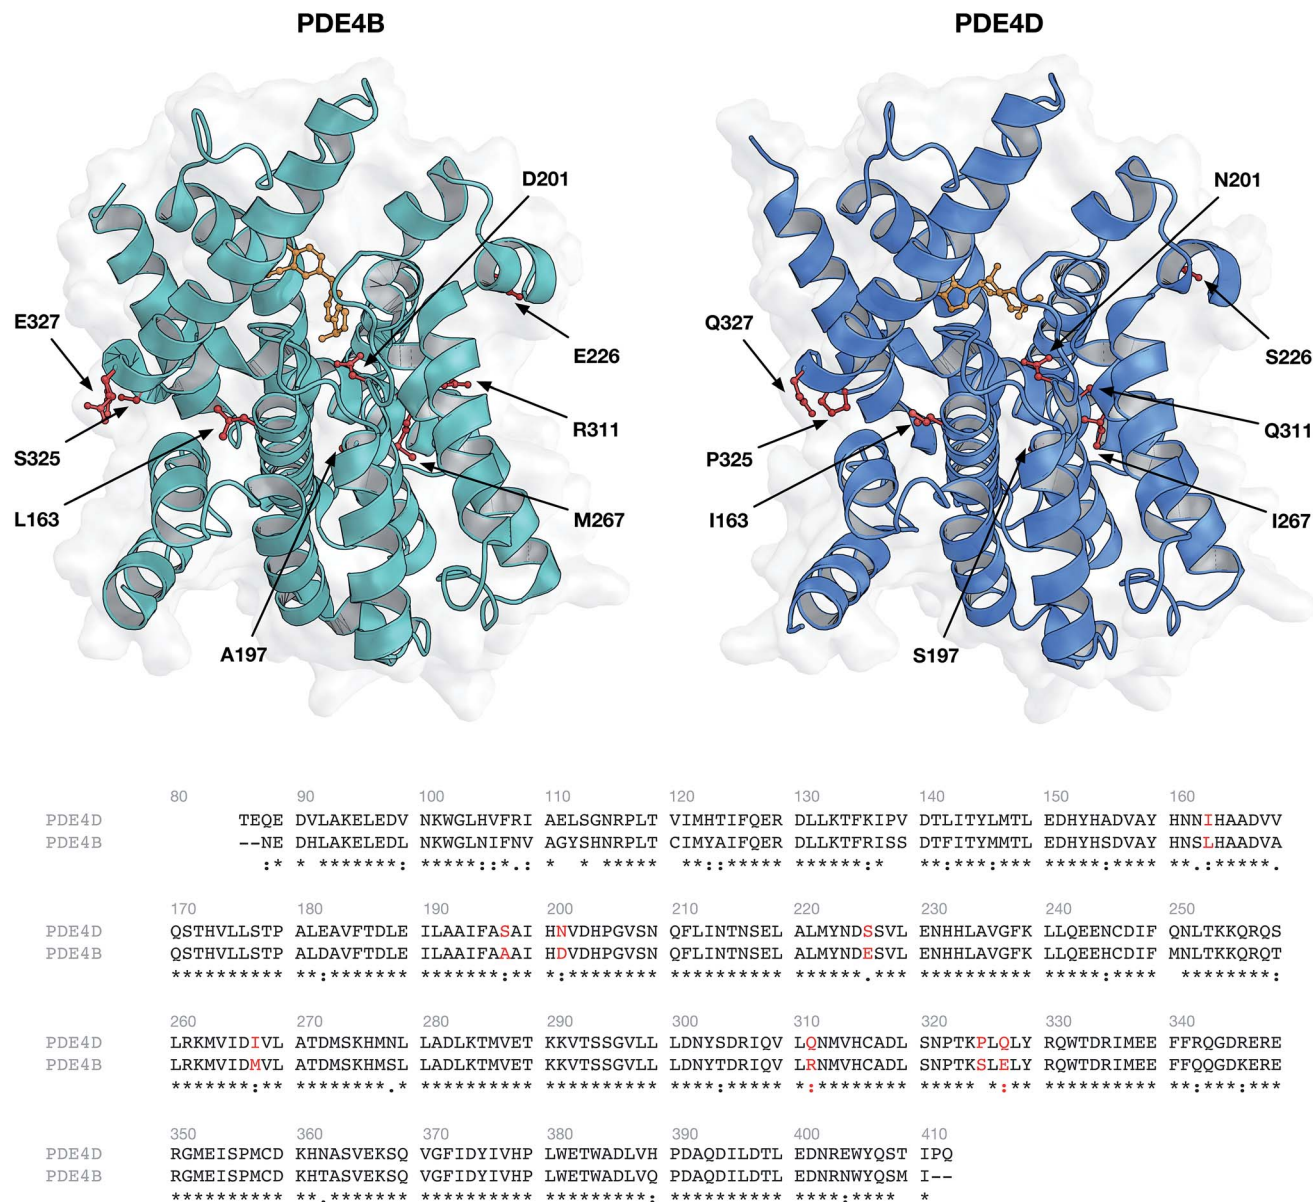 PDE4B PDE4D
D201 N201
E327 Q327
E226 S226
R311 Q311
S325 P325
L163 I163
M267 I267
A197 S197
80 90 100 110 120 130 140 150 160
PDE4D TEQE DVLAKELEDV NKWGLHVFRI AELSGNRPLT VIMHTIFQER DLLKTFKIPV DTLITYLMTL EDHYHADVAY HNNIHAADVV
PDE4B --NE DHLAKELEDL NKWGLNIFNV AGYSHNRPLT CIMYAIFQER DLLKTFRISS DTFITYMMTL EDHYHSDVAY HNSLHAADVA
:* * *******: *****::*.: * * ***** **::***** ******:* **:***:*** *****:**** **.:*****.
170 180 190 200 210 220 230 240 250
PDE4D QSTHVLLSTP ALEAVFTDLE ILAAIFASAI HNVDHPGVSN QFLINTNSEL ALMYNDSSVL ENHHLAVGFK LLQEENCDIF QNLTKKQRQS
PDE4B QSTHVLLSTP ALDAVFTDLE ILAAIFAAAI HDVDHPGVSN QFLINTNSEL ALMYNDESVL ENHHLAVGFK LLQEEHCDIF MNLTKKQRQT
********** **:******* *******:** *:******** ********** ******.*** ********** *****.**** ********:
260 270 280 290 300 310 320 330 340
PDE4D LRKMVIDIVL ATDMSKHMNL LADLKTMVET KKVTSSGVLL LDNYSDRIQV LQNMVHCADL SNPTKPLQLY RQWTDRIMEE FFRQGDRERE
PDE4B LRKMVIDMVL ATDMSKHMSL LADLKTMVET KKVTSSGVLL LDNYTDRIQV LRNMVHCADL SNPTKSLELY RQWTDRIMEE FFQQGDKERE
*******:** ********.* ********** ********** ****:***** *:******** ***** *:** ********** **:***:***
350 360 370 380 390 400 410
PDE4D RGMEISPMCD KHNASVEKSQ VGFIDYIVHP LWETWADLVH PDAQDILDTL EDNREWYQST IPQ
PDE4B RGMEISPMCD KHTASVEKSQ VGFIDYIVHP LWETWADLVQ PDAQDILDTL EDNRNWYQSM I--
********** **.******* ********** *********: ********** ****:**** *